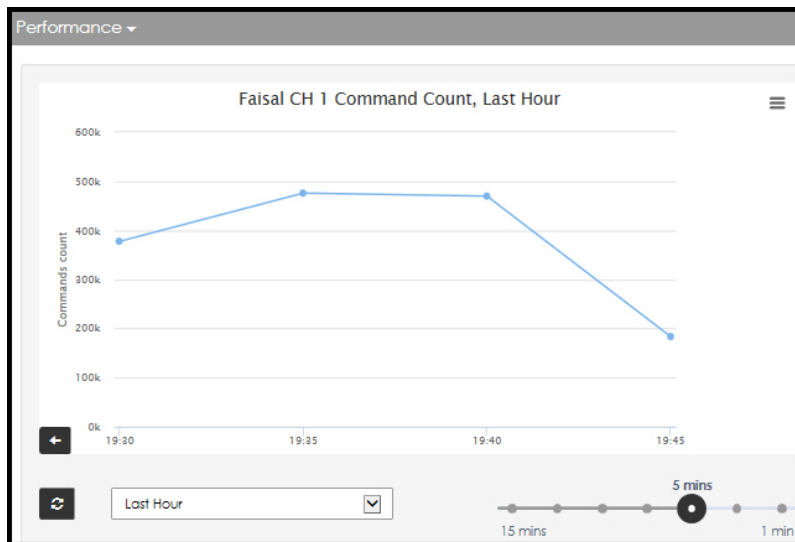 Performance
Faisal CH 1 Command Count, Last Hour
600k
500k
400k
300k
200k
100k
0k
Commands count
19:30
19:35
19:40
19:45
Last Hour
5 mins
15 mins
1 min